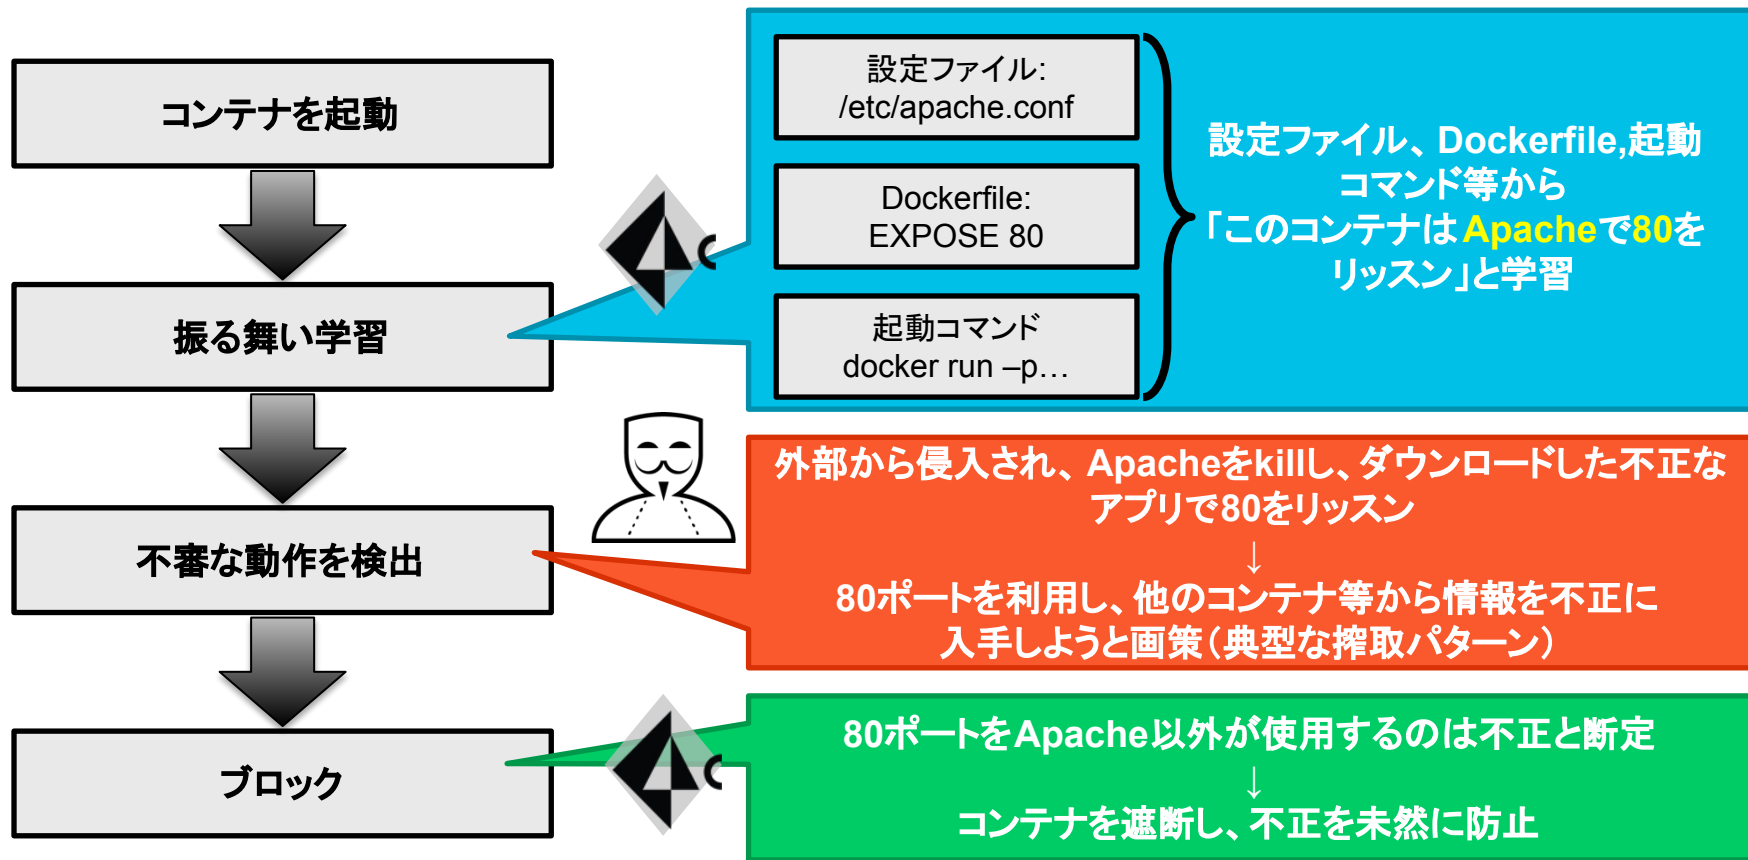 コンテナを起動
振る舞い学習
不審な動作を検出
ブロック
設定ファイル:
/etc/apache.conf
Dockerfile:
EXPOSE 80
起動コマンド
docker run –p…
設定ファイル、Dockerfile,起動
コマンド等から
「このコンテナはApacheで80を
リッスン」と学習
外部から侵入され、Apacheをkillし、ダウンロードした不正な
アプリで80をリッスン
↓
80ポートを利用し、他のコンテナ等から情報を不正に
入手しようと画策(典型な搾取パターン)
80ポートをApache以外が使用するのは不正と断定
↓
コンテナを遮断し、不正を未然に防止